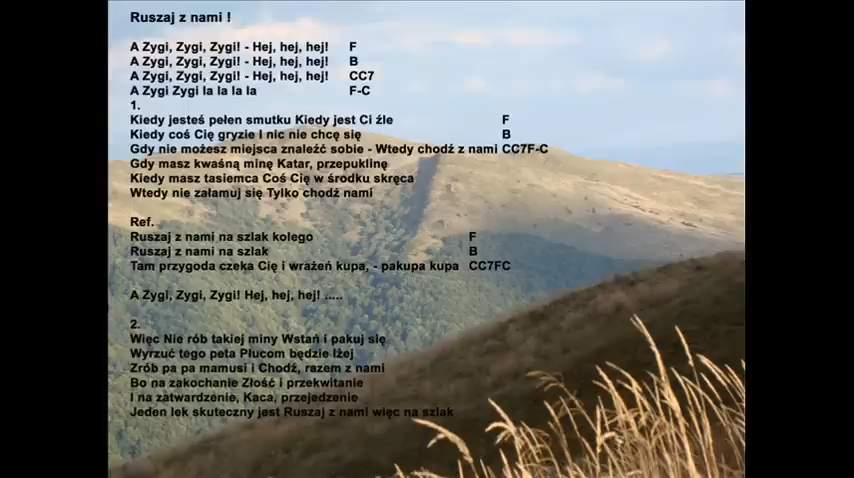 Ruszaj z nami !
A Zygi, Zygi, Zygi! - Hej, hej, hej! F
A Zygi, Zygi, Zygi! - Hej, hej, hej! B
A Zygi, Zygi, Zygi! - Hej, hej, hej! CC7
A Zygi Zygi la la la la F-C
1.
Kiedy jesteś pełen smutku Kiedy jest Ci źle F
Kiedy coś Cię gryzie I nic nie chcę się B
Gdy nie możesz miejsca znaleźć sobie - Wtedy chodź z nami CC7F-C
Gdy masz kwaśną minę Katar, przepuklinę
Kiedy masz tasiemca Coś Cię w środku skręca
Wtedy nie załamuj się Tylko chodź nami
Ref.
Ruszaj z nami na szlak kolego F
Ruszaj z nami na szlak B
Tam przygoda czeka Cię i wrażeń kupa, - pakupa kupa CC7FC
A Zygi, Zygi, Zygi! Hej, hej, hej! .....
2.
Więc Nie rób takiej miny Wstań i pakuj się
Wyrzuć tego peta Płucom będzie lżej
Zrób pa pa mamusi i Chodź, razem z nami
Bo na zakochanie Złość i przekwitanie
I na zatwardzenie, Kaca, przejedzenie
Jeden lek skuteczny jest Ruszaj z nami więc na szlak